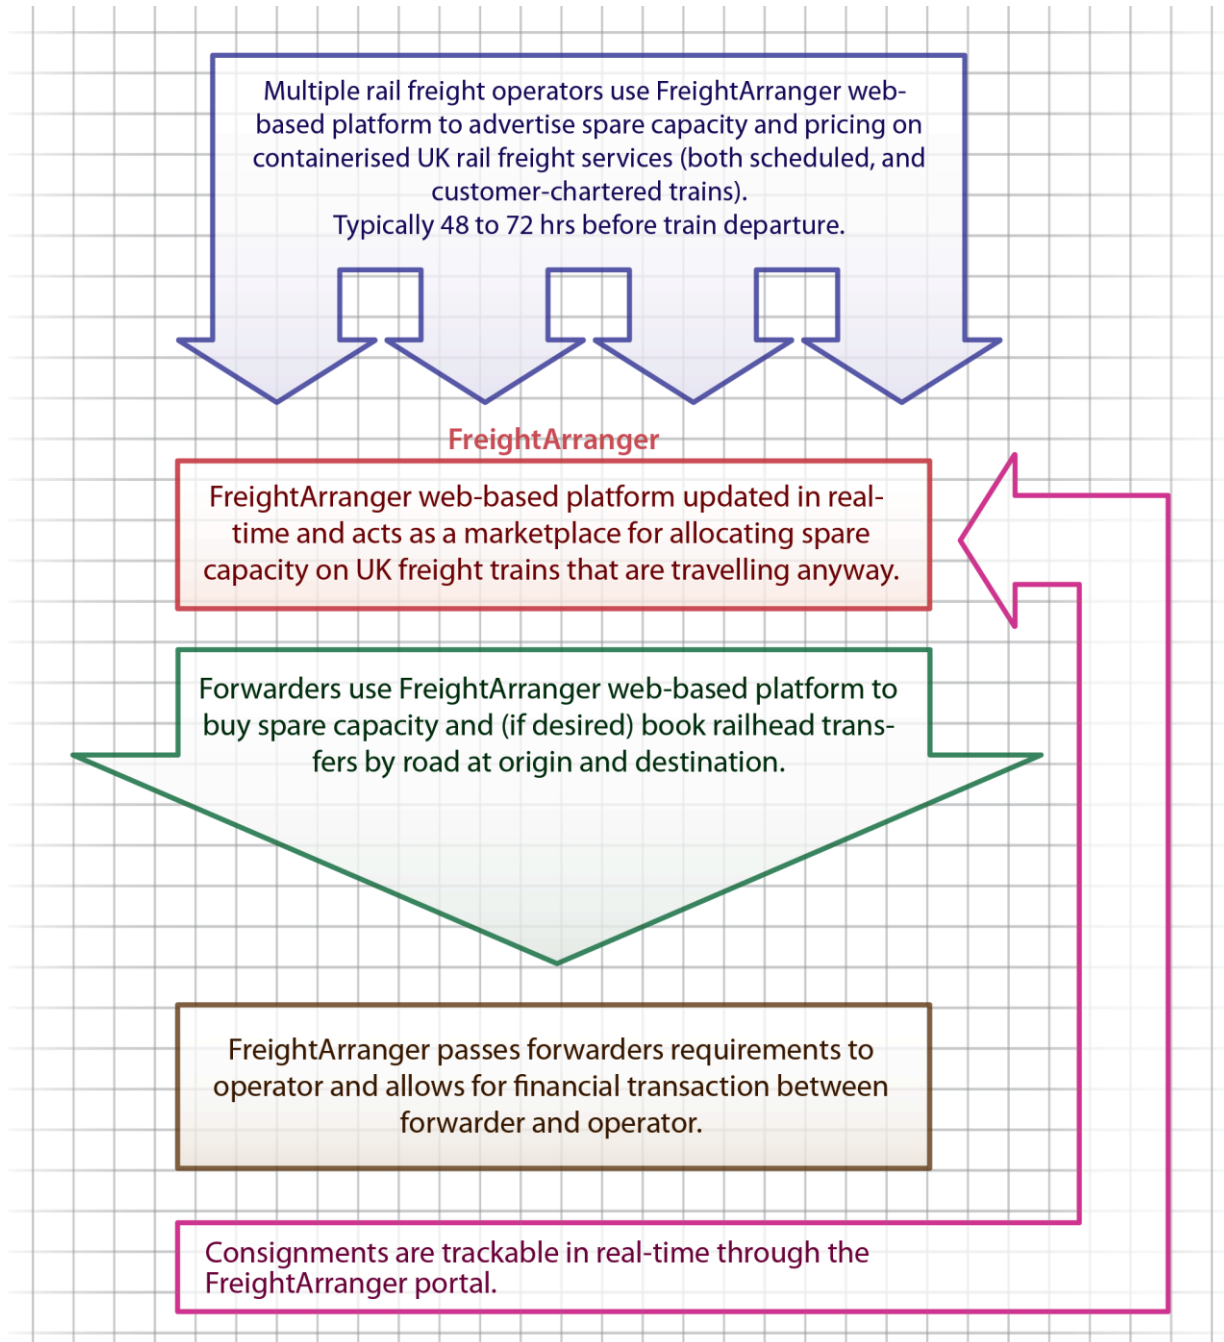 Multiple rail freight operators use FreightArranger web-
based platform to advertise spare capacity and pricing on
containerised UK rail freight services (both scheduled, and
customer-chartered trains).
Typically 48 to 72 hrs before train departure.
FreightArranger
FreightArranger web-based platform updated in real-
time and acts as a marketplace for allocating spare
capacity on UK freight trains that are travelling anyway.
Forwarders use FreightArranger web-based platform to
buy spare capacity and (if desired) book railhead trans-
fers by road at origin and destination.
FreightArranger passes forwarders requirements to
operator and allows for financial transaction between
forwarder and operator.
Consignments are trackable in real-time through the
FreightArranger portal.